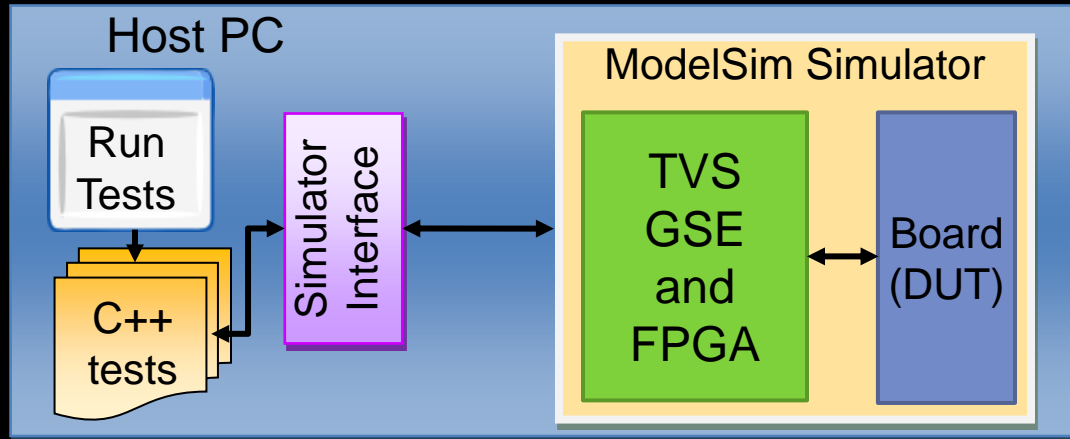 Host PC
Run
Tests
C++
tests
Simulator
Interface
ModelSim Simulator
TVS
GSE
and
FPGA
Board
(DUT)